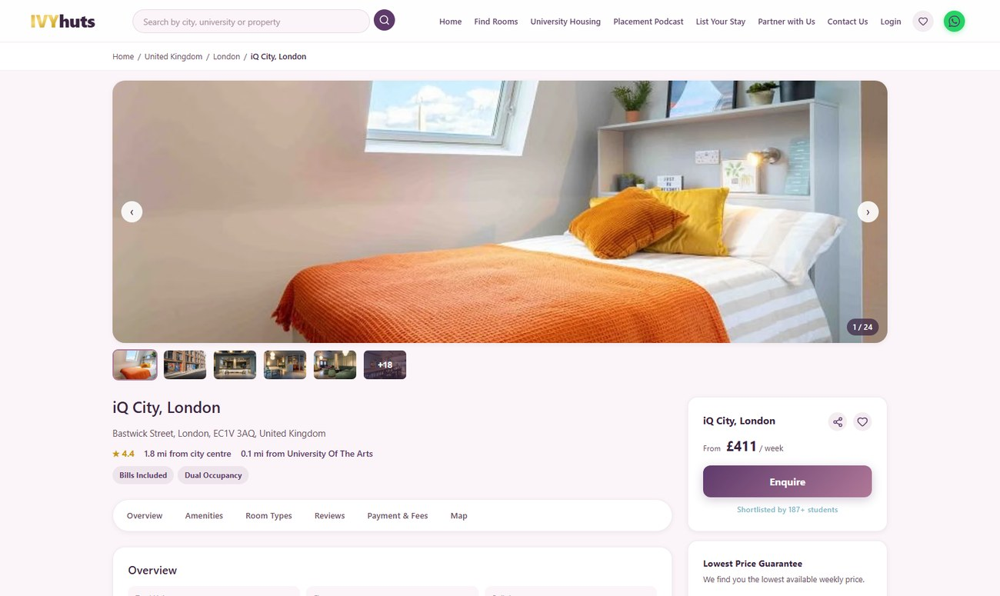 IVYhuts
Search by city, university or property
Home
Find Rooms
University Housing
Placement Podcast
List Your Stay
Partner with Us
Contact Us
Login
Home / United Kingdom / London / iQ City, London
‹
›
1 / 24
+18
iQ City, London
Bastwick Street, London, EC1V 3AQ, United Kingdom
★ 4.4 1.8 mi from city centre 0.1 mi from University Of The Arts
Bills Included
Dual Occupancy
Overview
Amenities
Room Types
Reviews
Payment & Fees
Map
Overview
iQ City, London
From £411 / week
Enquire
Shortlisted by 187+ students
Lowest Price Guarantee
We find you the lowest available weekly price.